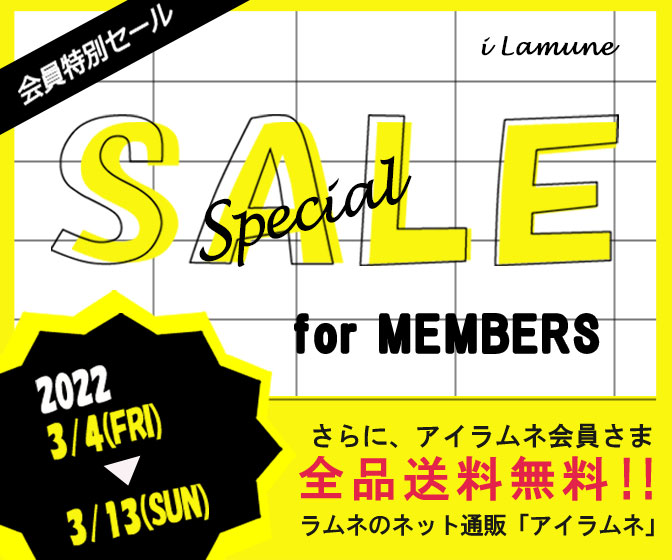 会員特別セール
i Lamune
SALE
Special
for MEMBERS
2022
3/4(FRI)
3/13(SUN)
さらに、アイラムネ会員さま
全品送料無料!!
ラムネのネット通販「アイラムネ」